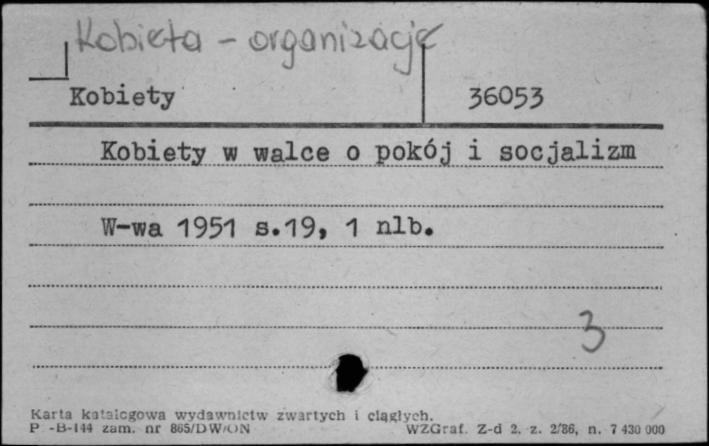 Kobieta - organizacje
Kobiety 36053
Kobiety w walce o pokój i socjalizm
W-wa 1951 s.19, 1 nlb.
3
Karta katalogowa wydawnictw zwartych i ciągłych.
P -B-144 zam. nr 865/DW/ON WZGraf. Z-d 2. z. 2/86, n. 7 430 000